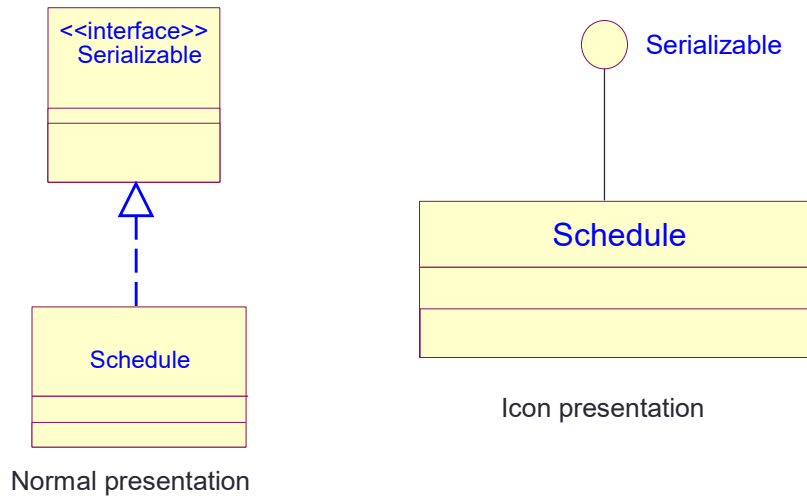 <<interface>>
Serializable
Schedule
Normal presentation
Serializable
Schedule
Icon presentation